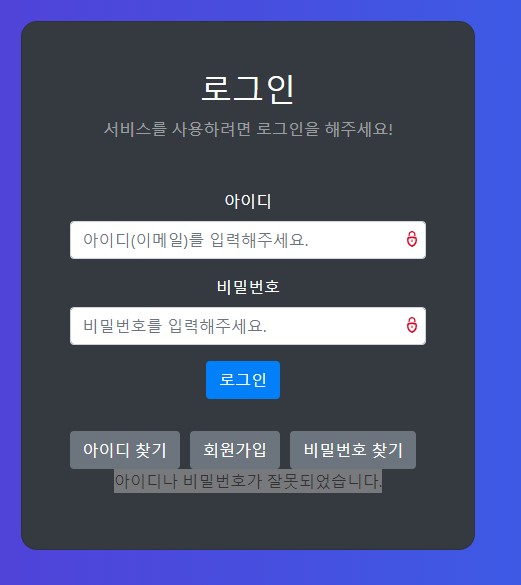 로그인
서비스를 사용하려면 로그인을 해주세요!
아이디
아이디(이메일)를 입력해주세요.
비밀번호
비밀번호를 입력해주세요.
로그인
아이디 찾기 회원가입 비밀번호 찾기
아이디나 비밀번호가 잘못되었습니다.